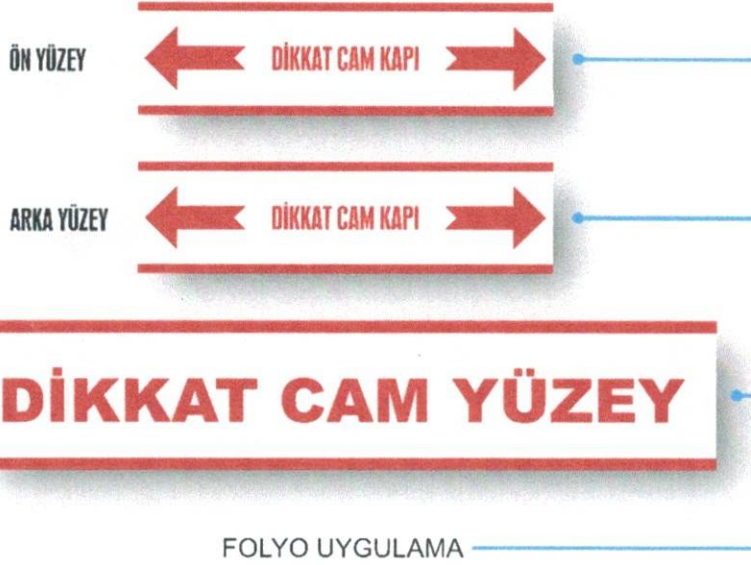 ÖN YÜZEY
DİKKAT CAM KAPI
ARKA YÜZEY
DİKKAT CAM KAPI
DİKKAT CAM YÜZEY
FOLYO UYGULAMA